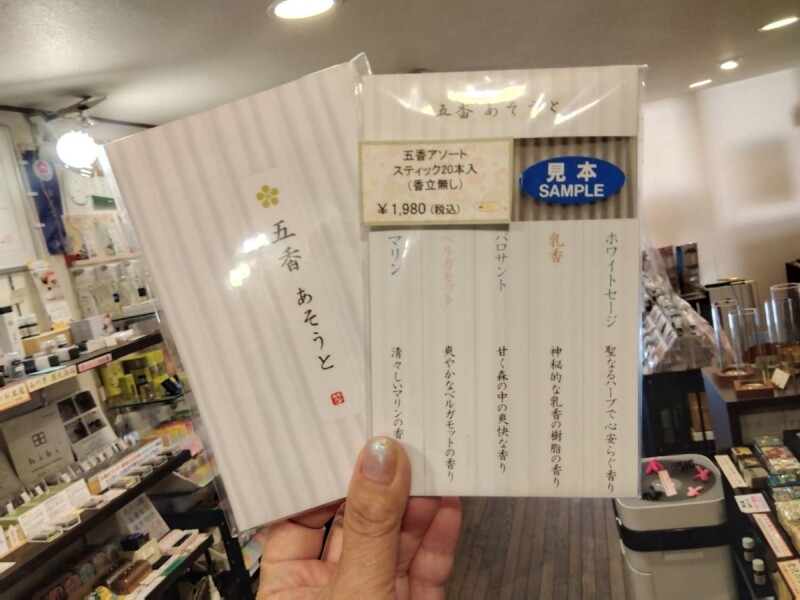 五香 あそうと
五香 あそうと
五香アソート
スティック20本入
(香立無し)
¥1,980(税込)
見本
SAMPLE
ホワイトセージ
聖なるハーブで心安らぐ香り
乳香
神秘的な乳香の樹脂の香り
パロサント
甘く森の中の爽快な香り
ベルガモット
爽やかなベルガモットの香り
マリン
清々しいマリンの香
hibi